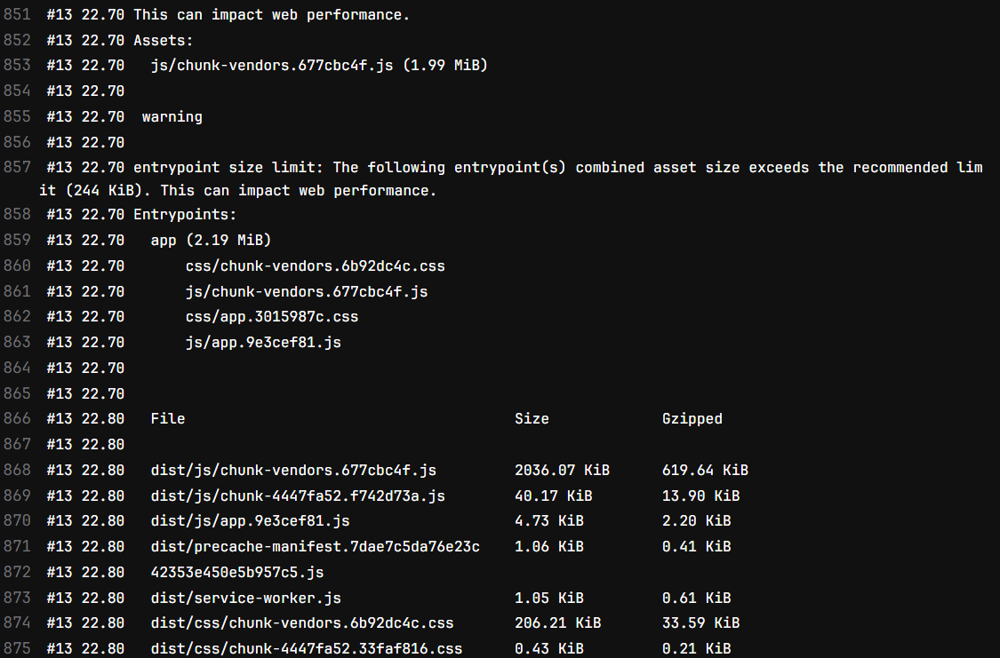 851 #13 22.70 This can impact web performance.
852 #13 22.70 Assets:
853 #13 22.70   js/chunk-vendors.677cbc4f.js (1.99 MiB)
854 #13 22.70
855 #13 22.70  warning
856 #13 22.70
857 #13 22.70 entrypoint size limit: The following entrypoint(s) combined asset size exceeds the recommended lim
it (244 KiB). This can impact web performance.
858 #13 22.70 Entrypoints:
859 #13 22.70   app (2.19 MiB)
860 #13 22.70       css/chunk-vendors.6b92dc4c.css
861 #13 22.70       js/chunk-vendors.677cbc4f.js
862 #13 22.70       css/app.3015987c.css
863 #13 22.70       js/app.9e3cef81.js
864 #13 22.70
865 #13 22.70
866 #13 22.80   File                                      Size             Gzipped
867 #13 22.80
868 #13 22.80   dist/js/chunk-vendors.677cbc4f.js         2036.07 KiB      619.64 KiB
869 #13 22.80   dist/js/chunk-4447fa52.f742d73a.js        40.17 KiB        13.90 KiB
870 #13 22.80   dist/js/app.9e3cef81.js                   4.73 KiB         2.20 KiB
871 #13 22.80   dist/precache-manifest.7dae7c5da76e23c    1.06 KiB         0.41 KiB
872 #13 22.80   42353e450e5b957c5.js
873 #13 22.80   dist/service-worker.js                    1.05 KiB         0.61 KiB
874 #13 22.80   dist/css/chunk-vendors.6b92dc4c.css       206.21 KiB       33.59 KiB
875 #13 22.80   dist/css/chunk-4447fa52.33faf816.css      0.43 KiB         0.21 KiB